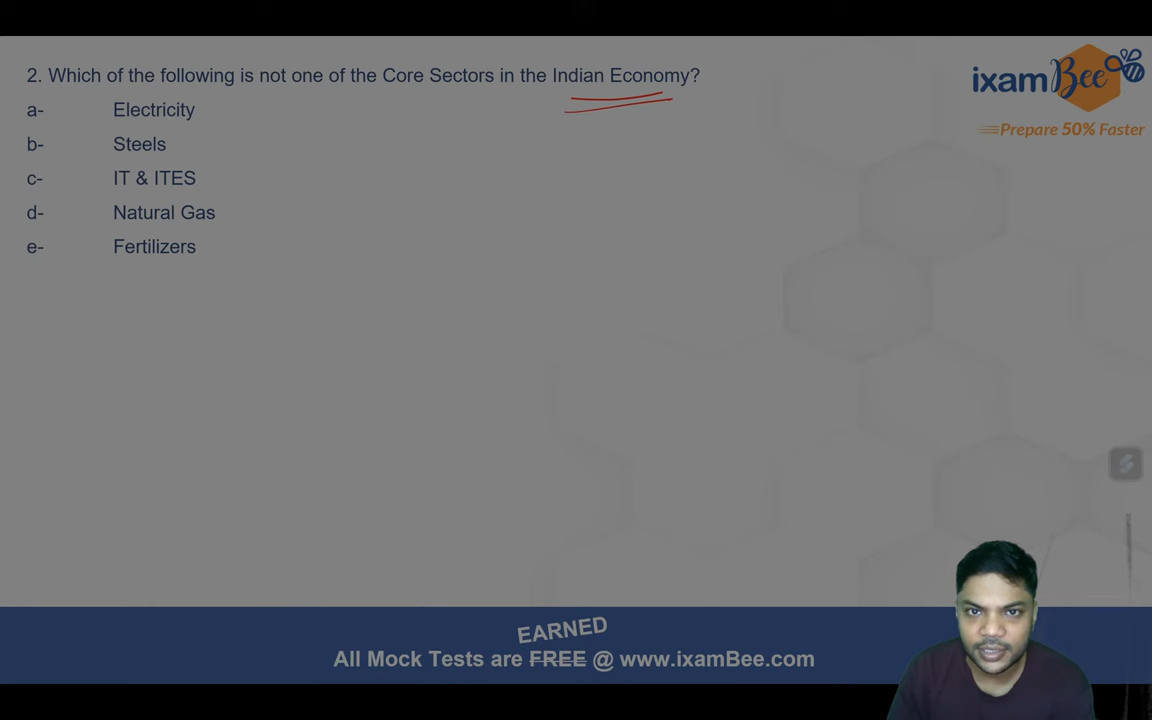 2. Which of the following is not one of the Core Sectors in the Indian Economy?
a- Electricity
b- Steels
c- IT & ITES
d- Natural Gas
e- Fertilizers
ixamBee
Prepare 50% Faster
EARNED
All Mock Tests are FREE @ www.ixamBee.com